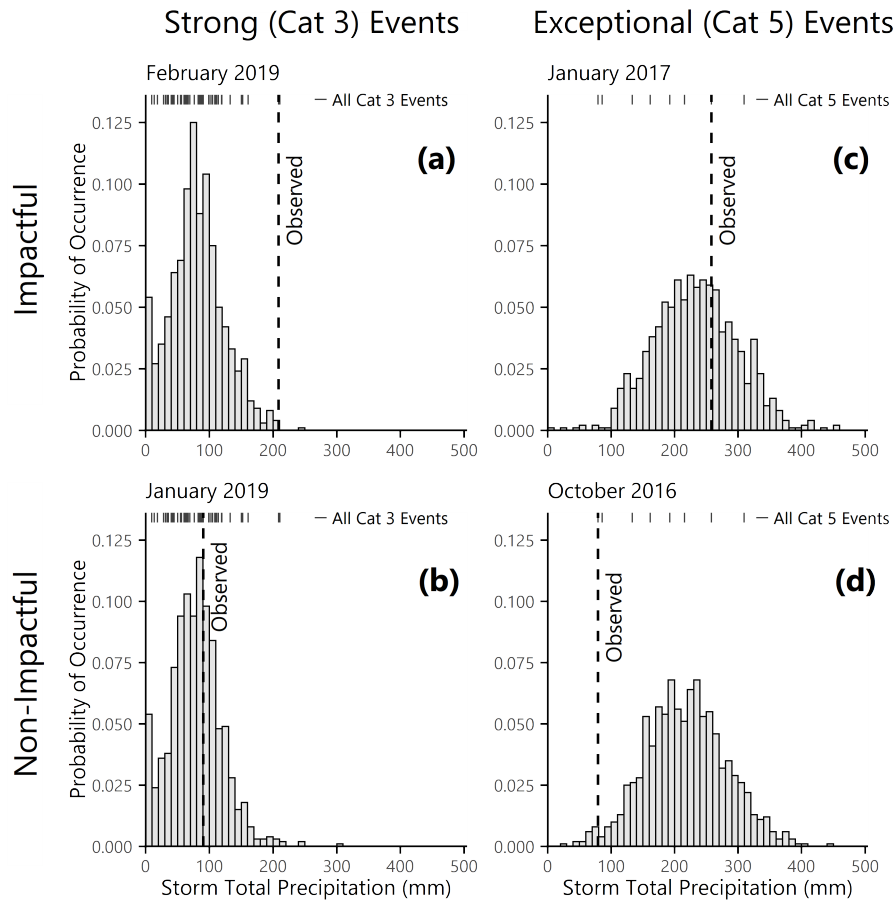 Strong (Cat 3) Events
Exceptional (Cat 5) Events
Impactful
February 2019
All Cat 3 Events
(a)
Observed
Probability of Occurrence
0.125
0.100
0.075
0.050
0.025
0.000
0 100 200 300 400 500
January 2017
All Cat 5 Events
(c)
Observed
0.125
0.100
0.075
0.050
0.025
0.000
0 100 200 300 400 500
Non-Impactful
January 2019
All Cat 3 Events
(b)
Observed
Probability of Occurrence
0.125
0.100
0.075
0.050
0.025
0.000
0 100 200 300 400 500
Storm Total Precipitation (mm)
October 2016
All Cat 5 Events
(d)
Observed
0.125
0.100
0.075
0.050
0.025
0.000
0 100 200 300 400 500
Storm Total Precipitation (mm)